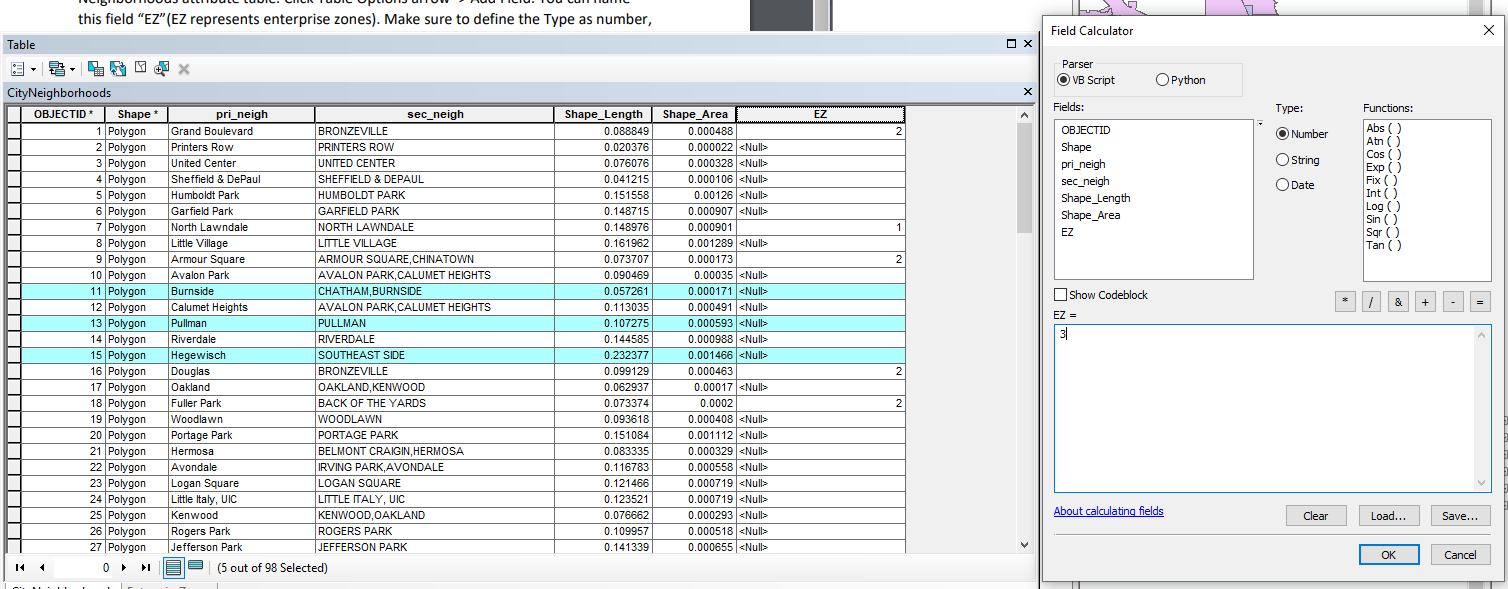 Neighborhoods attribute table. Click Table Options arrow -> Add Field. You can name
this field “EZ”(EZ represents enterprise zones). Make sure to define the Type as number,
Table
CityNeighborhoods
OBJECTID * Shape * pri_neigh sec_neigh Shape_Length Shape_Area EZ
1 Polygon Grand Boulevard BRONZEVILLE 0.088849 0.000488 2
2 Polygon Printers Row PRINTERS ROW 0.020376 0.000022 <Null>
3 Polygon United Center UNITED CENTER 0.076076 0.000328 <Null>
4 Polygon Sheffield & DePaul SHEFFIELD & DEPAUL 0.041215 0.000106 <Null>
5 Polygon Humboldt Park HUMBOLDT PARK 0.151558 0.00126 <Null>
6 Polygon Garfield Park GARFIELD PARK 0.148715 0.000907 <Null>
7 Polygon North Lawndale NORTH LAWNDALE 0.148976 0.000901 1
8 Polygon Little Village LITTLE VILLAGE 0.161962 0.001289 <Null>
9 Polygon Armour Square ARMOUR SQUARE,CHINATOWN 0.073707 0.000173 2
10 Polygon Avalon Park AVALON PARK,CALUMET HEIGHTS 0.090469 0.00035 <Null>
11 Polygon Burnside CHATHAM,BURNSIDE 0.057261 0.000171 <Null>
12 Polygon Calumet Heights AVALON PARK,CALUMET HEIGHTS 0.113035 0.000491 <Null>
13 Polygon Pullman PULLMAN 0.107275 0.000593 <Null>
14 Polygon Riverdale RIVERDALE 0.144585 0.000988 <Null>
15 Polygon Hegewisch SOUTHEAST SIDE 0.232377 0.001466 <Null>
16 Polygon Douglas BRONZEVILLE 0.099129 0.000463 2
17 Polygon Oakland OAKLAND,KENWOOD 0.062937 0.00017 <Null>
18 Polygon Fuller Park BACK OF THE YARDS 0.073374 0.0002 2
19 Polygon Woodlawn WOODLAWN 0.093618 0.000408 <Null>
20 Polygon Portage Park PORTAGE PARK 0.151084 0.001112 <Null>
21 Polygon Hermosa BELMONT CRAIGIN,HERMOSA 0.083335 0.000329 <Null>
22 Polygon Avondale IRVING PARK,AVONDALE 0.116783 0.000558 <Null>
23 Polygon Logan Square LOGAN SQUARE 0.121466 0.000719 <Null>
24 Polygon Little Italy, UIC LITTLE ITALY, UIC 0.123521 0.000719 <Null>
25 Polygon Kenwood KENWOOD,OAKLAND 0.076662 0.000293 <Null>
26 Polygon Rogers Park ROGERS PARK 0.109957 0.000518 <Null>
27 Polygon Jefferson Park JEFFERSON PARK 0.141339 0.000655 <Null>
0 (5 out of 98 Selected)
Field Calculator
Parser
VB Script Python
Fields: Type: Functions:
OBJECTID
Shape
pri_neigh
sec_neigh
Shape_Length
Shape_Area
EZ
Number
String
Date
Abs ( )
Atn ( )
Cos ( )
Exp ( )
Fix ( )
Int ( )
Log ( )
Sin ( )
Sqr ( )
Tan ( )
Show Codeblock
* / & + - =
EZ =
3
About calculating fields
Clear Load... Save...
OK Cancel